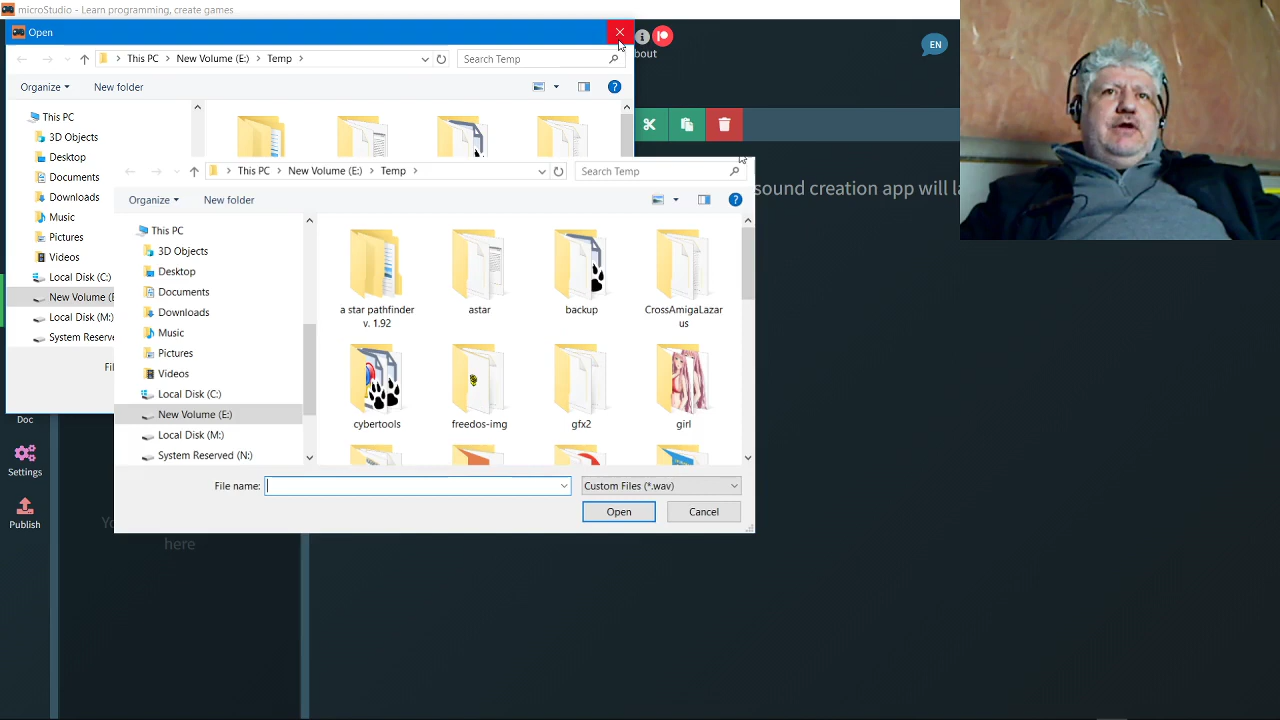 microStudio - Learn programming, create games
Open
This PC
New Volume (E:)
Temp
Search Temp
bout
EN
Organize
New folder
This PC
3D Objects
Desktop
Documents
Downloads
Music
Pictures
Videos
Local Disk (C:)
New Volume (E
Local Disk (M:)
System Reserve
This PC
New Volume (E:)
Temp
Search Temp
sound creation app will la
Organize
New folder
This PC
3D Objects
Desktop
Documents
Downloads
Music
Pictures
Videos
Local Disk (C:)
New Volume (E:)
Local Disk (M:)
System Reserved (N:)
a star pathfinder
v. 1.92
astar
backup
CrossAmigaLazar
us
cybertools
freedos-img
gfx2
girl
File name:
Custom Files (*.wav)
Open
Cancel
Doc
Settings
Publish
here